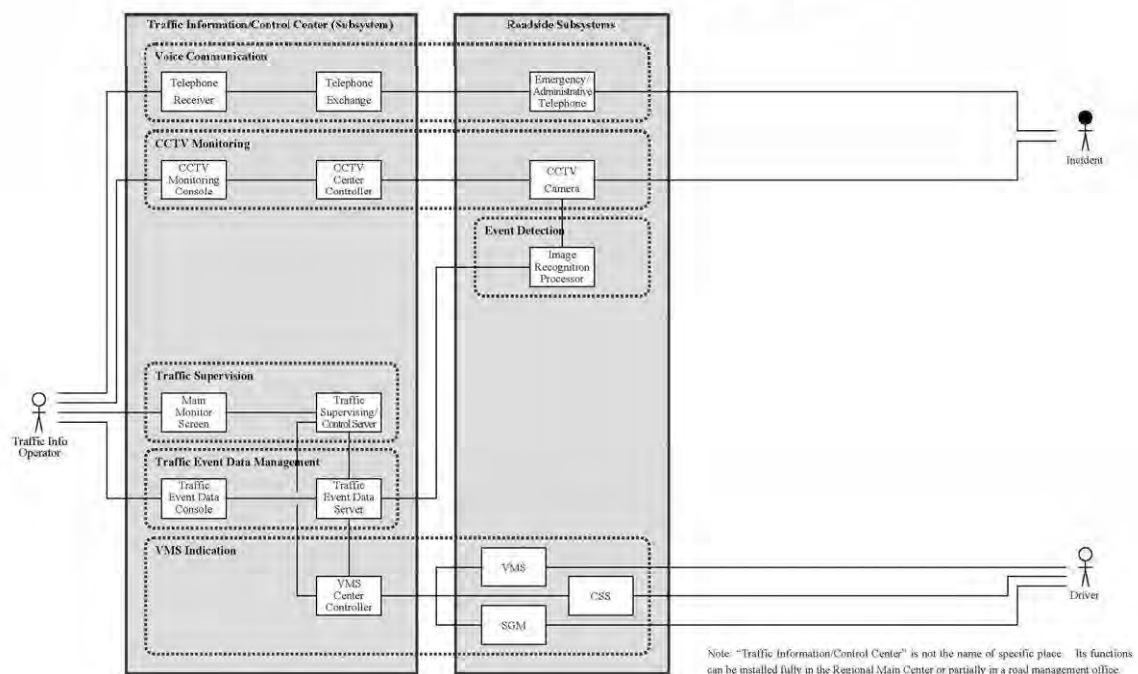 Traffic Information/Control Center (Subsystem)
Roadside Subsystems
Voice Communication
Telephone
Receiver
Telephone
Exchange
Emergency/
Administrative
Telephone
CCTV Monitoring
CCTV
Monitoring
Console
CCTV
Center
Controller
CCTV
Camera
Incident
Event Detection
Image
Recognition
Processor
Traffic Supervision
Main
Monitor
Screen
Traffic
Supervising/
Control Server
Traffic Info
Operator
Traffic Event Data Management
Traffic
Event Data
Console
Traffic
Event Data
Server
VMS Indication
VMS
Center
Controller
VMS
CSS
SGM
Driver
Note: "Traffic Information/Control Center" is not the name of specific place Its functions
can be installed fully in the Regional Main Center or partially in a road management office.